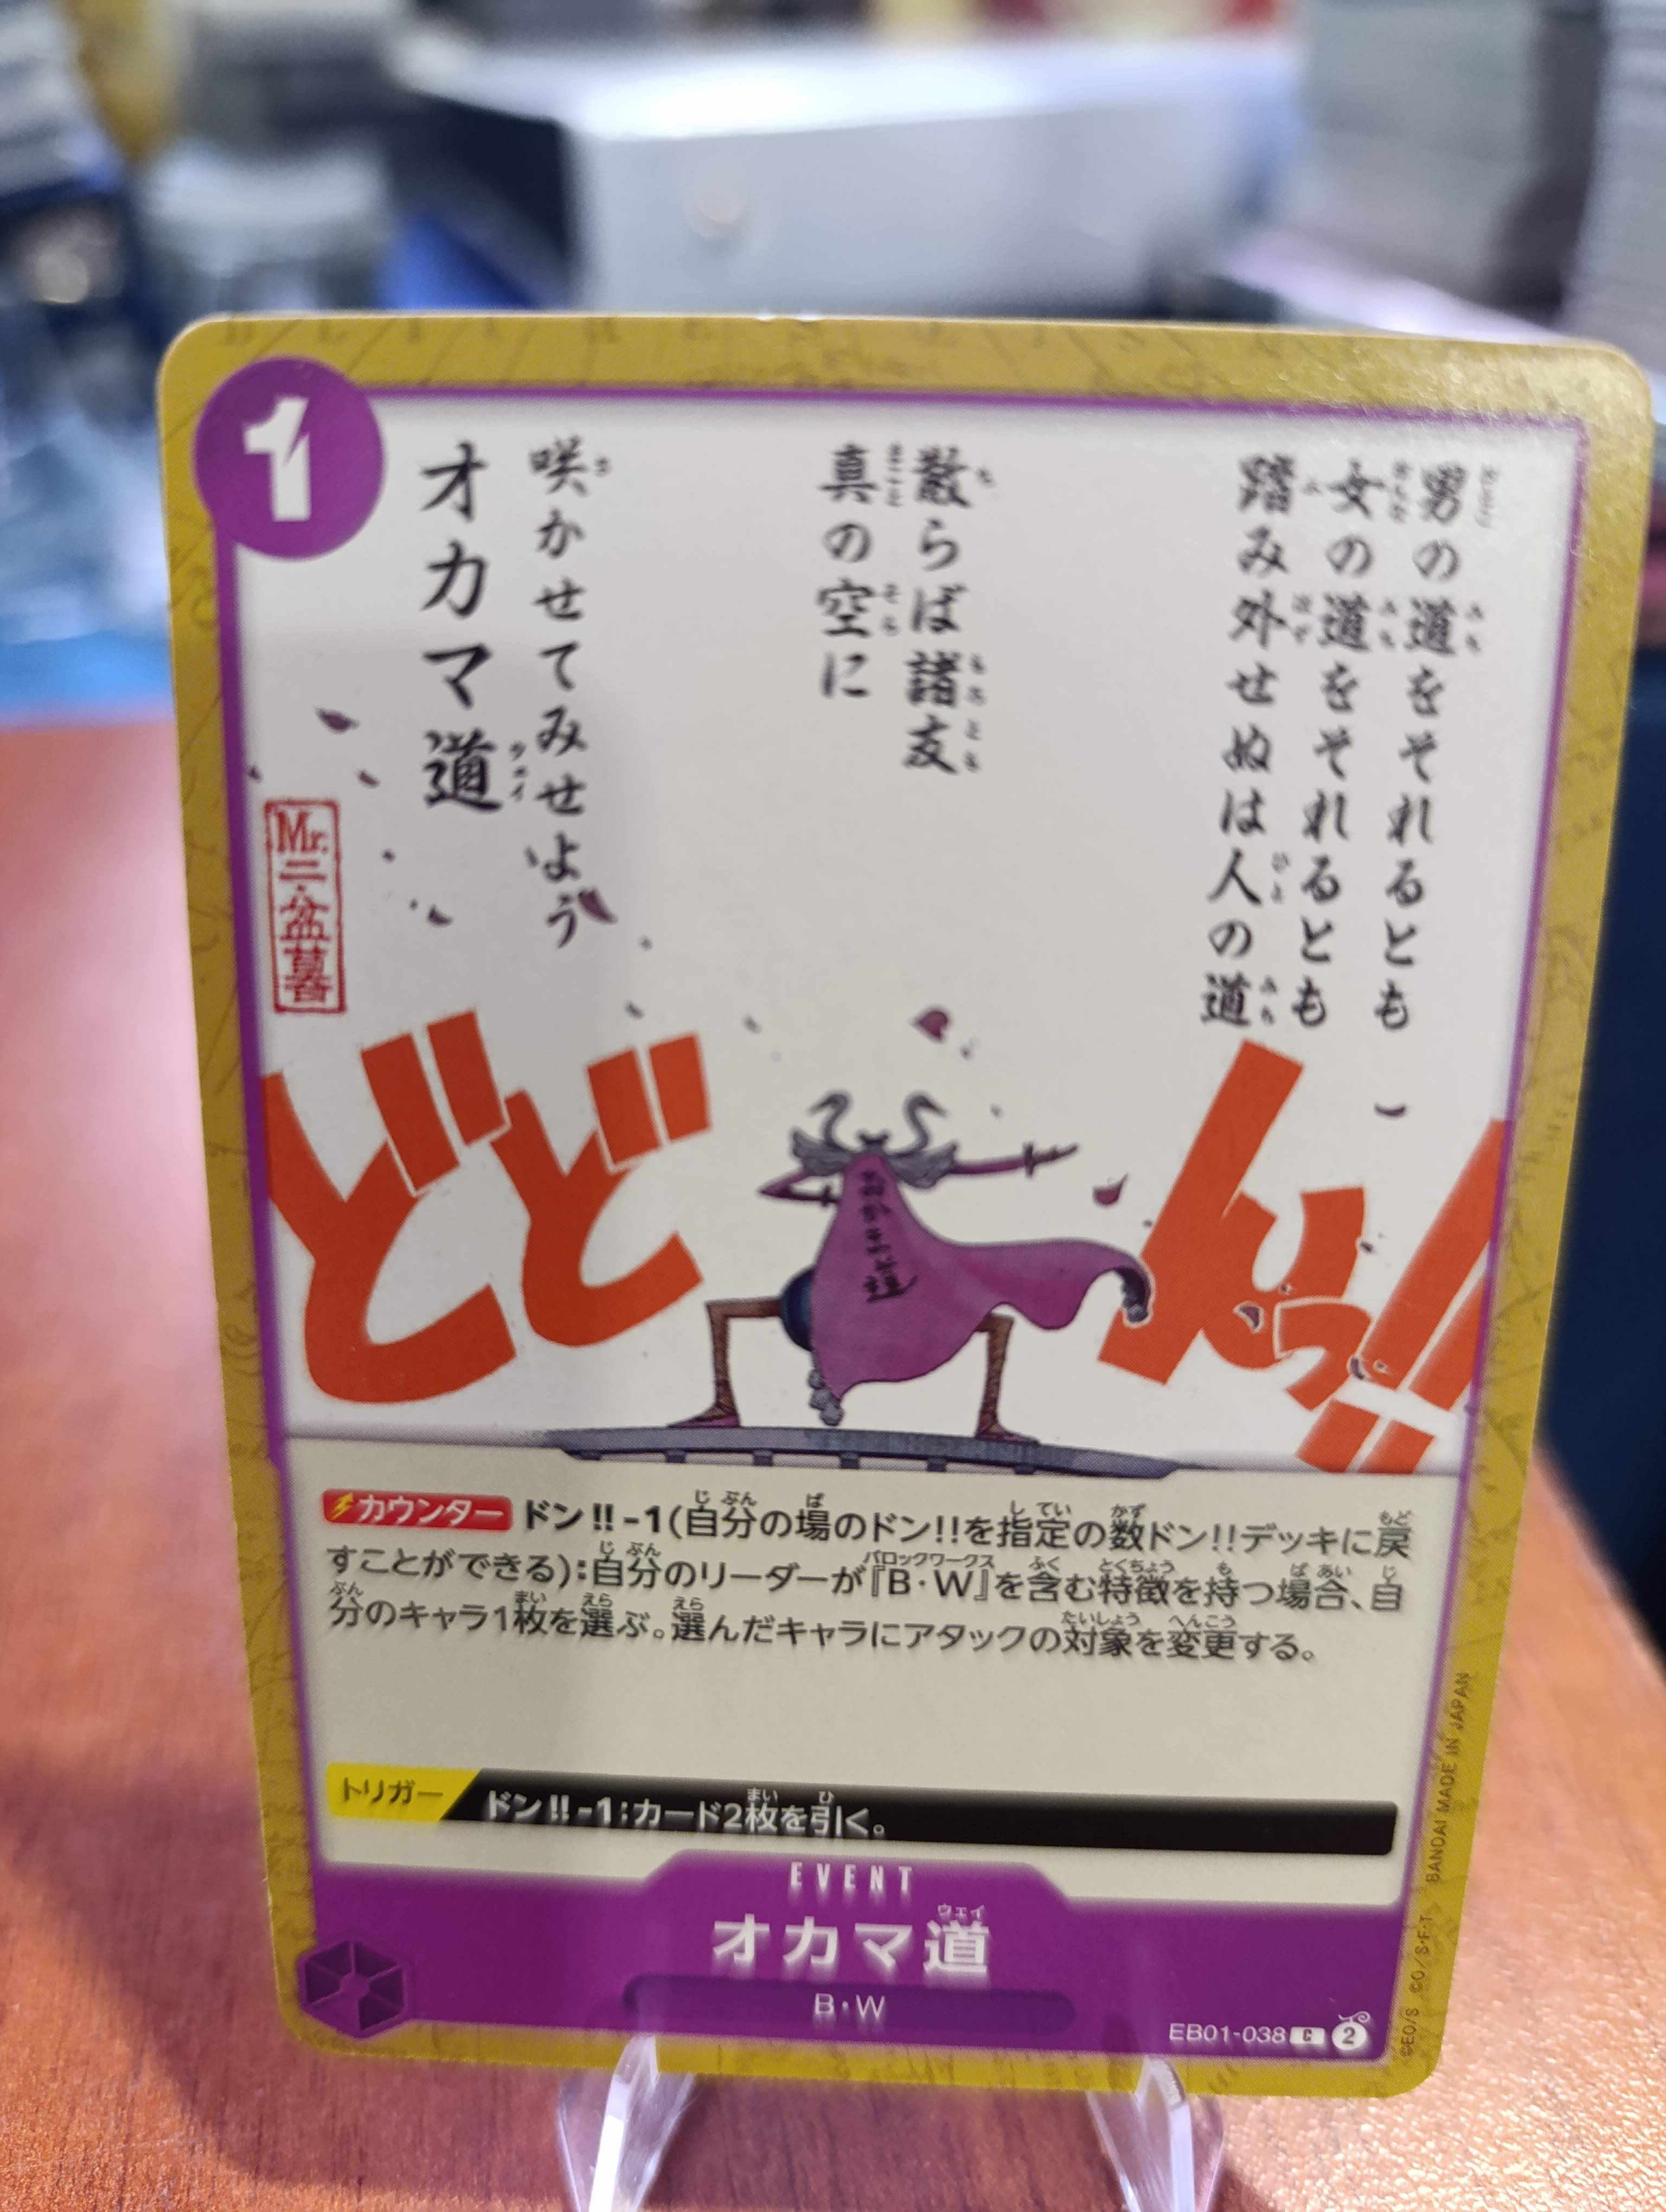 1
男の道をそれるとも
女の道をそれるとも
踏み外せぬは人の道
散らば諸友
真の空に
咲かせてみせよう
オカマ道
Mr.二・盆暮
どどんっ!!
カウンター ドン!!-1(自分の場のドン!!を指定の数ドン!!デッキに戻
すことができる):自分のリーダーが『B・W』を含む特徴を持つ場合、自
分のキャラ1枚を選ぶ。選んだキャラにアタックの対象を変更する。
トリガー ドン!!-1:カード2枚を引く。
EVENT
オカマ道
B・W
EB01-038 C 2
©EO/S ©O/S・F・T BANDAI MADE IN JAPAN